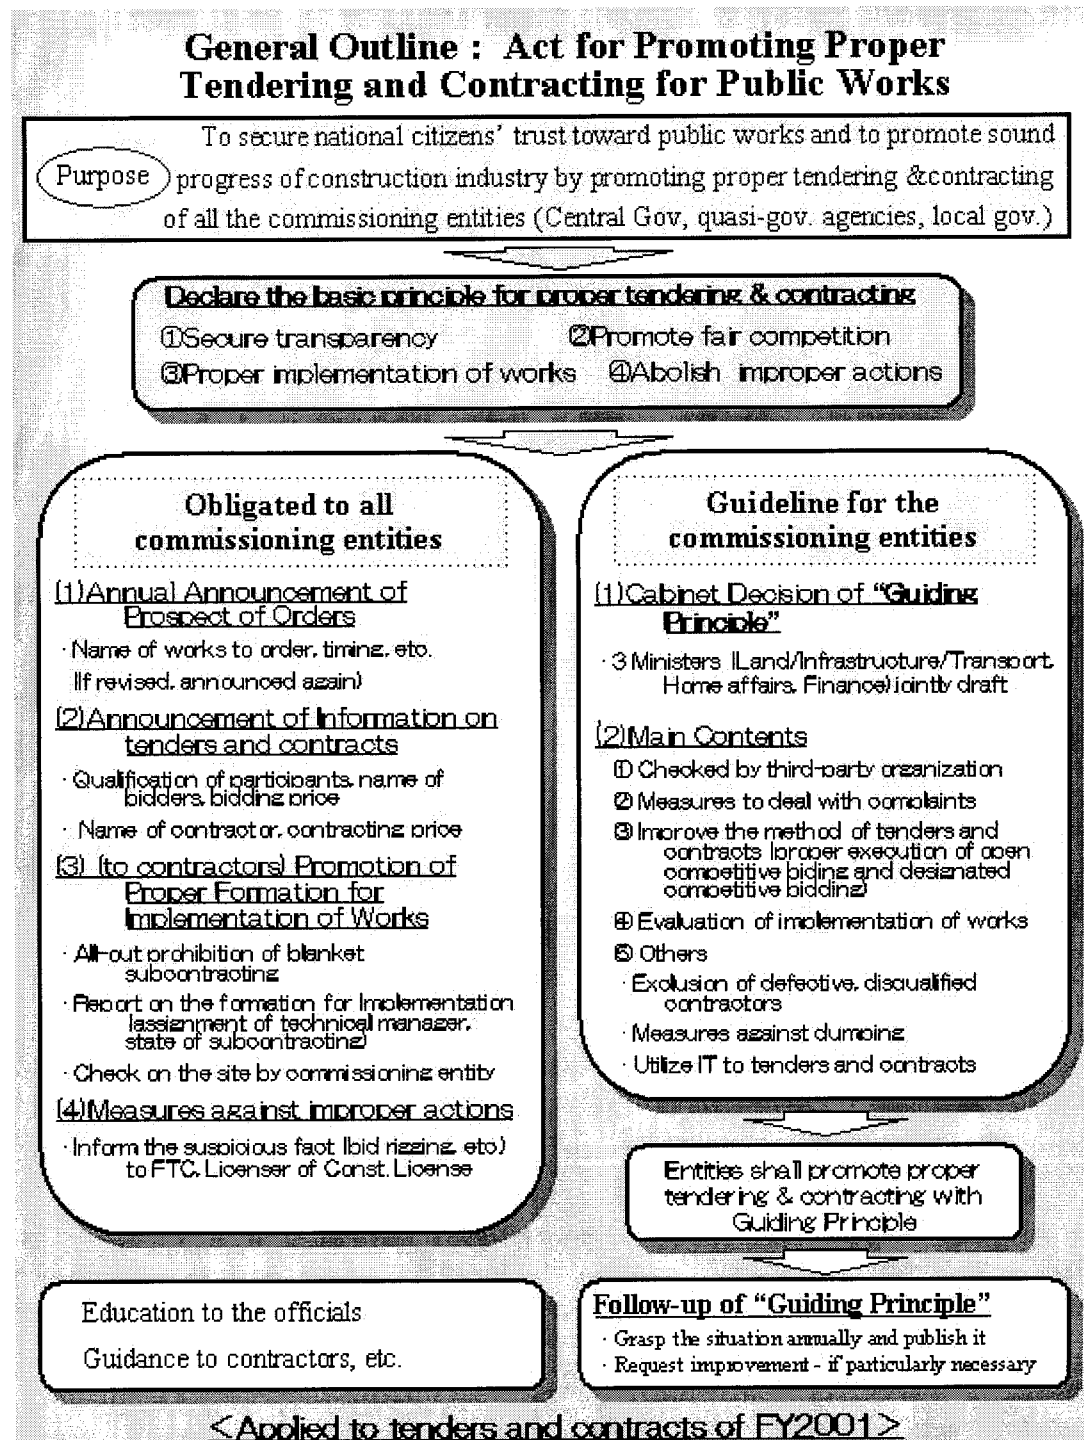 General Outline : Act for Promoting Proper
Tendering and Contracting for Public Works
To secure national citizens' trust toward public works and to promote sound
Purpose
progress of construction industry by promoting proper tendering &contracting
of all the commissioning entities (Central Gov, quasi-gov. agencies, local gov.)
Declare the basic principle for proper tendering & contracting
①Secure transparency ②Promote fair competition
③Proper implementation of works ④Abolish improper actions
Obligated to all
commissioning entities
(1)Annual Announcement of
Prospect of Orders
·Name of works to order, timing, etc.
(If revised, announced again)
(2)Announcement of Information on
tenders and contracts
·Qualification of participants, name of
bidders, bidding price
·Name of contractor, contracting price
(3) (to contractors) Promotion of
Proper Formation for
Implementation of Works
·All-out prohibition of blanket
subcontracting
·Report on the formation for Implementation
(assignment of technical manager,
state of subcontracting)
·Check on the site by commissioning entity
(4)Measures against improper actions
·Inform the suspicious fact (bid rigging, etc)
to FTC, Licenser of Const. License
Guideline for the
commissioning entities
(1)Cabinet Decision of "Guiding
Principle"
·3 Ministers (Land/Infrastructure/Transport,
Home affairs, Finance) jointly draft
(2)Main Contents
① Checked by third-party organization
② Measures to deal with complaints
③ Improve the method of tenders and
contracts (proper execution of open
competitive biding and designated
competitive bidding)
④ Evaluation of implementation of works
⑤ Others
·Exclusion of defective, disqualified
contractors
·Measures against dumping
·Utilize IT to tenders and contracts
Entities shall promote proper
tendering & contracting with
Guiding Principle
Education to the officials
Guidance to contractors, etc.
Follow-up of "Guiding Principle"
· Grasp the situation annually and publish it
· Request improvement - if particularly necessary
<Applied to tenders and contracts of FY2001>